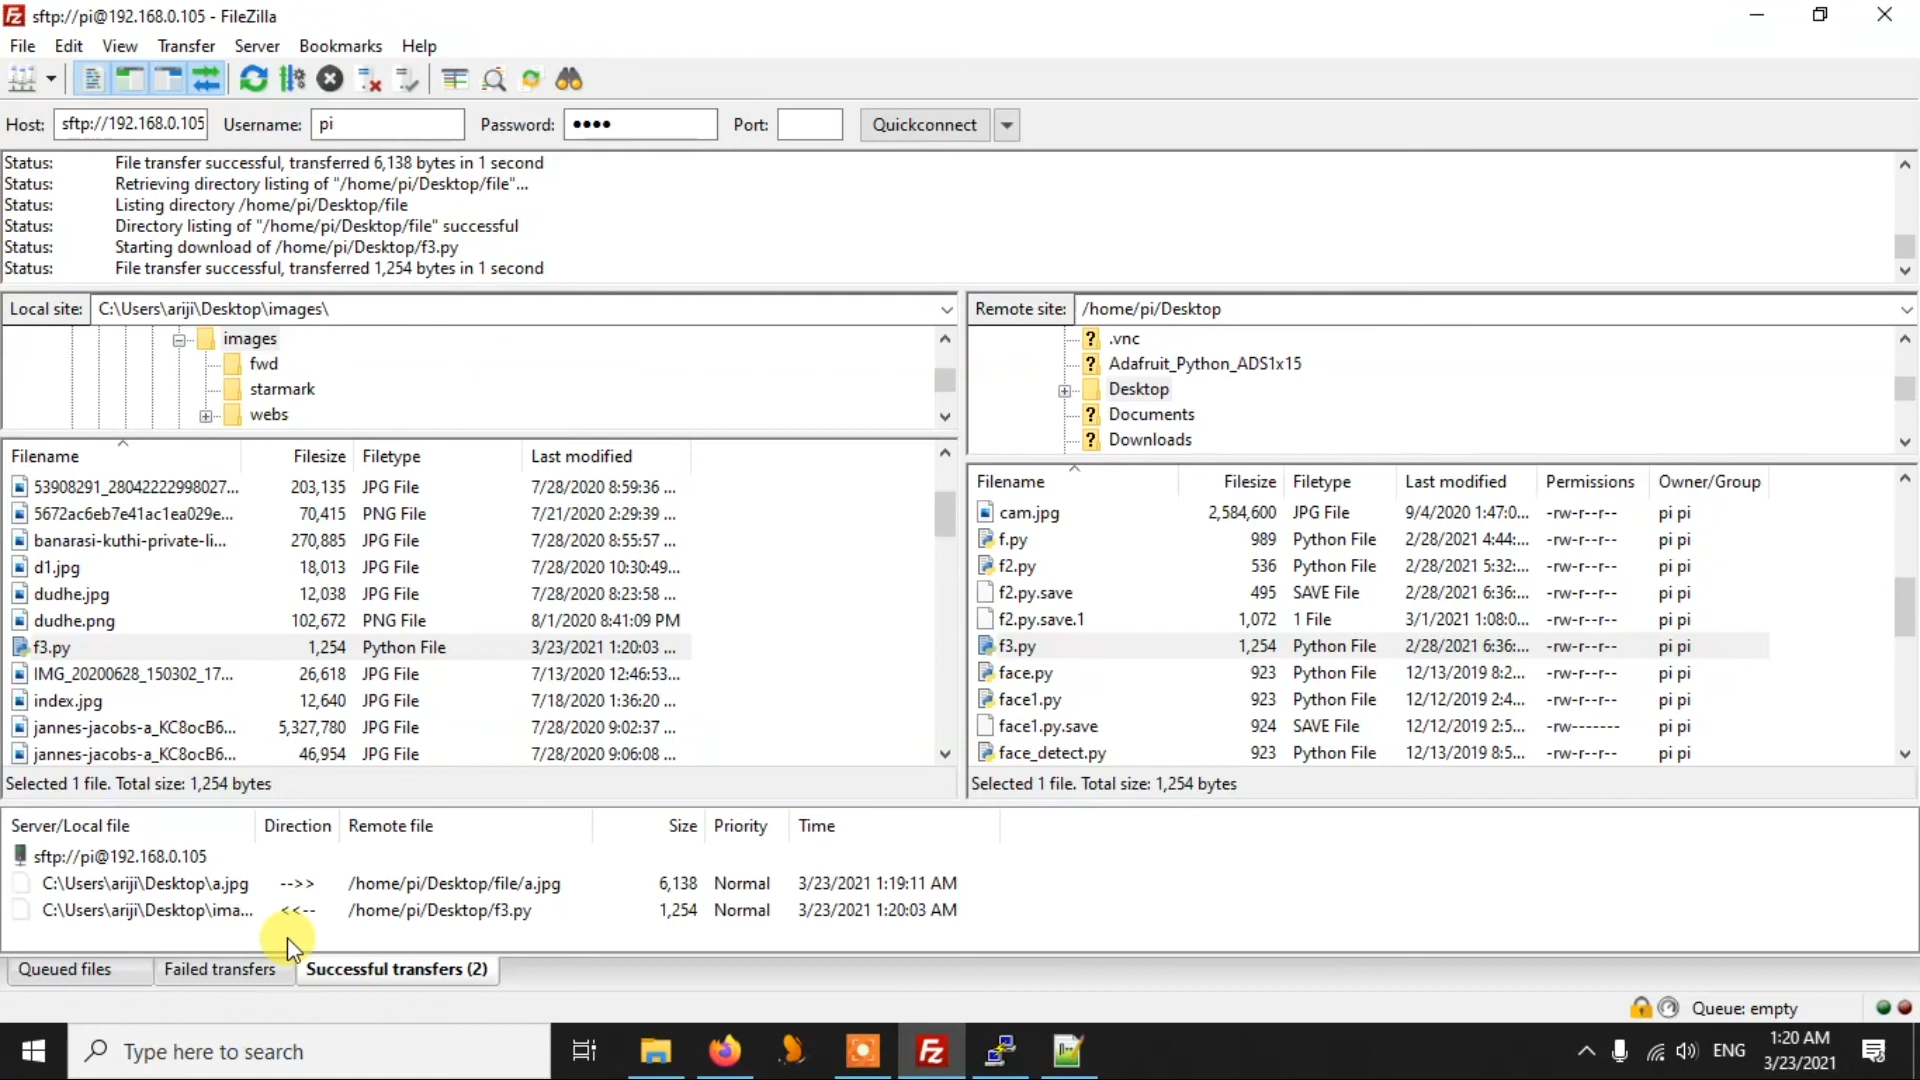 sftp://pi@192.168.0.105 - FileZilla
File Edit View Transfer Server Bookmarks Help
Host: sftp://192.168.0.105 Username: pi Password: •••• Port: Quickconnect
Status: File transfer successful, transferred 6,138 bytes in 1 second
Status: Retrieving directory listing of "/home/pi/Desktop/file"...
Status: Listing directory /home/pi/Desktop/file
Status: Directory listing of "/home/pi/Desktop/file" successful
Status: Starting download of /home/pi/Desktop/f3.py
Status: File transfer successful, transferred 1,254 bytes in 1 second
Local site: C:\Users\ariji\Desktop\images\
images
fwd
starmark
webs
Filename Filesize Filetype Last modified
53908291_28042222998027... 203,135 JPG File 7/28/2020 8:59:36 ...
5672ac6eb7e41ac1ea029e... 70,415 PNG File 7/21/2020 2:29:39 ...
banarasi-kuthi-private-li... 270,885 JPG File 7/28/2020 8:55:57 ...
d1.jpg 18,013 JPG File 7/28/2020 10:30:49...
dudhe.jpg 12,038 JPG File 7/28/2020 8:23:58 ...
dudhe.png 102,672 PNG File 8/1/2020 8:41:09 PM
f3.py 1,254 Python File 3/23/2021 1:20:03 ...
IMG_20200628_150302_17... 26,618 JPG File 7/13/2020 12:46:53...
index.jpg 12,640 JPG File 7/18/2020 1:36:20 ...
jannes-jacobs-a_KC8ocB6... 5,327,780 JPG File 7/28/2020 9:02:37 ...
jannes-jacobs-a_KC8ocB6... 46,954 JPG File 7/28/2020 9:06:08 ...
Selected 1 file. Total size: 1,254 bytes
Remote site: /home/pi/Desktop
.vnc
Adafruit_Python_ADS1x15
Desktop
Documents
Downloads
Filename Filesize Filetype Last modified Permissions Owner/Group
cam.jpg 2,584,600 JPG File 9/4/2020 1:47:0... -rw-r--r-- pi pi
f.py 989 Python File 2/28/2021 4:44:... -rw-r--r-- pi pi
f2.py 536 Python File 2/28/2021 5:32:... -rw-r--r-- pi pi
f2.py.save 495 SAVE File 2/28/2021 6:36:... -rw-r--r-- pi pi
f2.py.save.1 1,072 1 File 3/1/2021 1:08:0... -rw-r--r-- pi pi
f3.py 1,254 Python File 2/28/2021 6:36:... -rw-r--r-- pi pi
face.py 923 Python File 12/13/2019 8:2... -rw-r--r-- pi pi
face1.py 923 Python File 12/12/2019 2:4... -rw-r--r-- pi pi
face1.py.save 924 SAVE File 12/12/2019 2:5... -rw------- pi pi
face_detect.py 923 Python File 12/13/2019 8:5... -rw-r--r-- pi pi
Selected 1 file. Total size: 1,254 bytes
Server/Local file Direction Remote file Size Priority Time
sftp://pi@192.168.0.105
C:\Users\ariji\Desktop\a.jpg -->> /home/pi/Desktop/file/a.jpg 6,138 Normal 3/23/2021 1:19:11 AM
C:\Users\ariji\Desktop\ima... <<-- /home/pi/Desktop/f3.py 1,254 Normal 3/23/2021 1:20:03 AM
Queued files Failed transfers Successful transfers (2)
Queue: empty
Type here to search
ENG
1:20 AM
3/23/2021